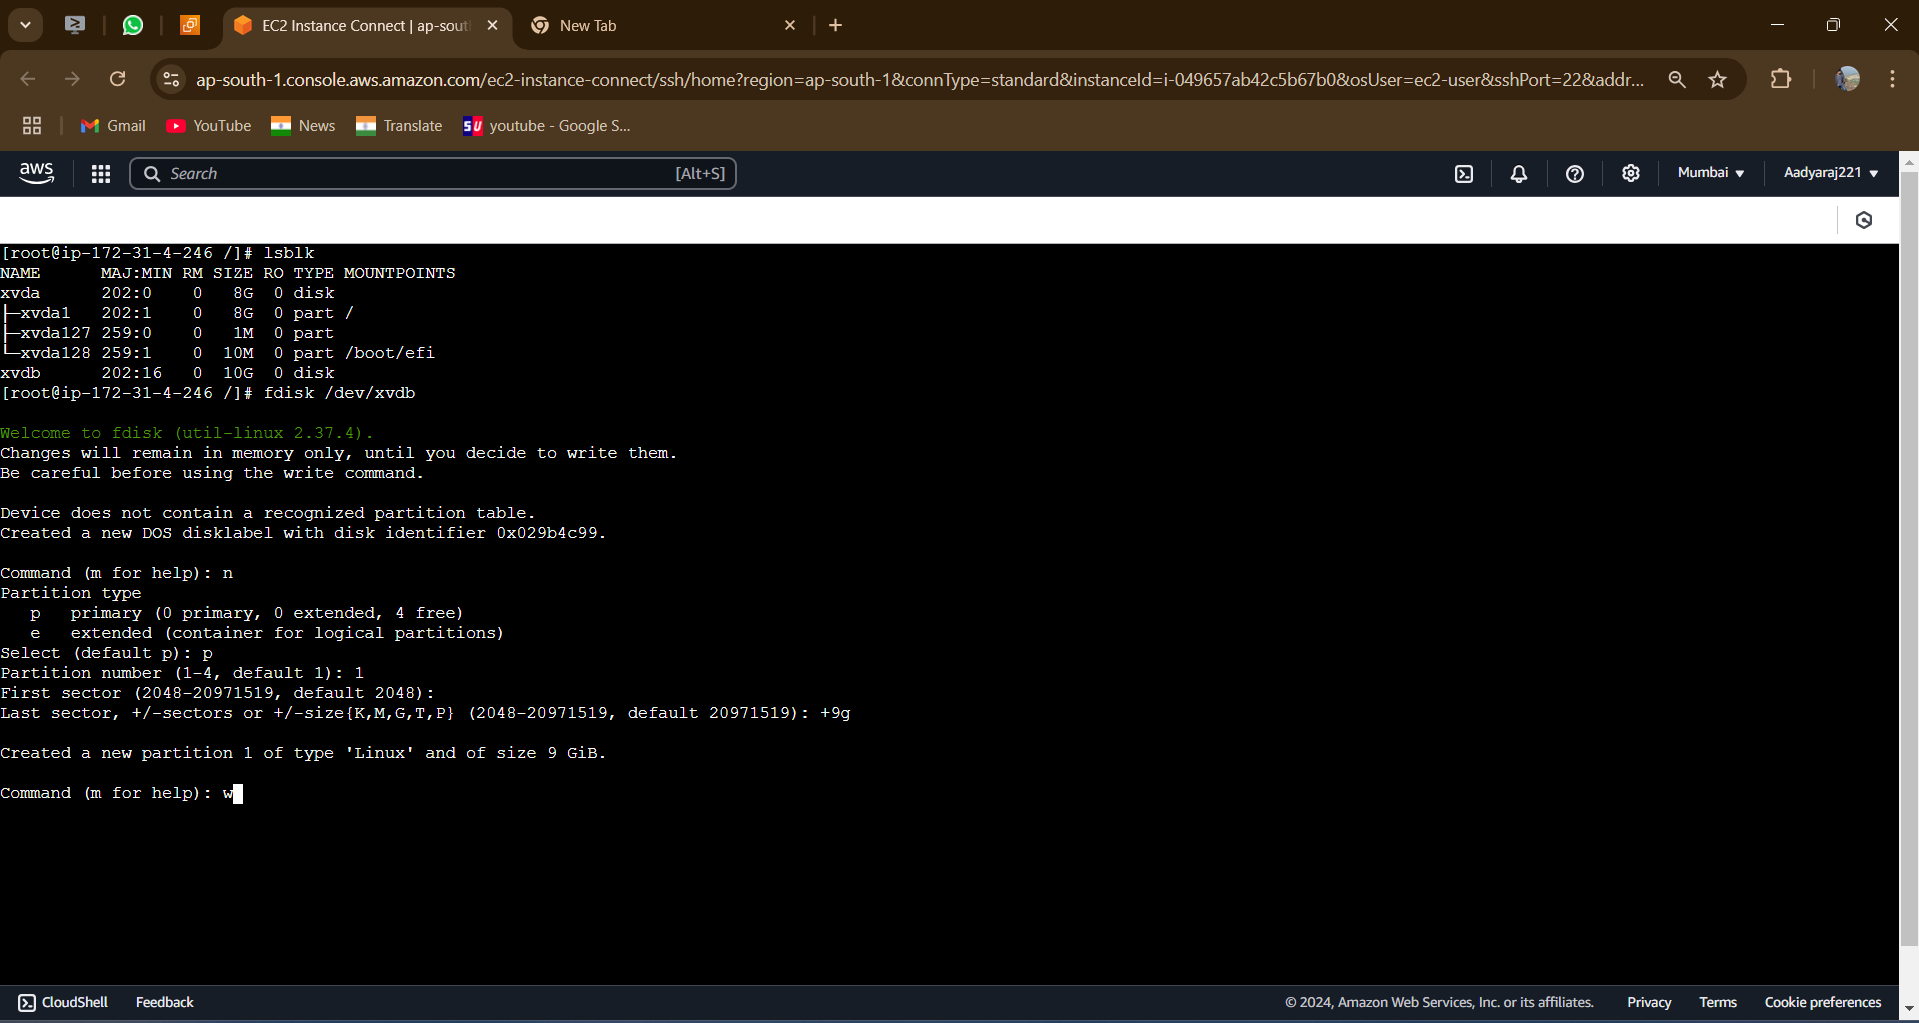 EC2 Instance Connect | ap-sout
New Tab
ap-south-1.console.aws.amazon.com/ec2-instance-connect/ssh/home?region=ap-south-1&connType=standard&instanceId=i-049657ab42c5b67b0&osUser=ec2-user&sshPort=22&addr...
Gmail YouTube News Translate SU youtube - Google S...
aws Search [Alt+S] Mumbai Aadyaraj221
[root@ip-172-31-4-246 /]# lsblk
NAME      MAJ:MIN RM SIZE RO TYPE MOUNTPOINTS
xvda      202:0    0   8G  0 disk
├─xvda1   202:1    0   8G  0 part /
├─xvda127 259:0    0   1M  0 part
└─xvda128 259:1    0  10M  0 part /boot/efi
xvdb      202:16   0  10G  0 disk
[root@ip-172-31-4-246 /]# fdisk /dev/xvdb
Welcome to fdisk (util-linux 2.37.4).
Changes will remain in memory only, until you decide to write them.
Be careful before using the write command.
Device does not contain a recognized partition table.
Created a new DOS disklabel with disk identifier 0x029b4c99.
Command (m for help): n
Partition type
   p   primary (0 primary, 0 extended, 4 free)
   e   extended (container for logical partitions)
Select (default p): p
Partition number (1-4, default 1): 1
First sector (2048-20971519, default 2048):
Last sector, +/-sectors or +/-size{K,M,G,T,P} (2048-20971519, default 20971519): +9g
Created a new partition 1 of type 'Linux' and of size 9 GiB.
Command (m for help): w
CloudShell Feedback © 2024, Amazon Web Services, Inc. or its affiliates. Privacy Terms Cookie preferences